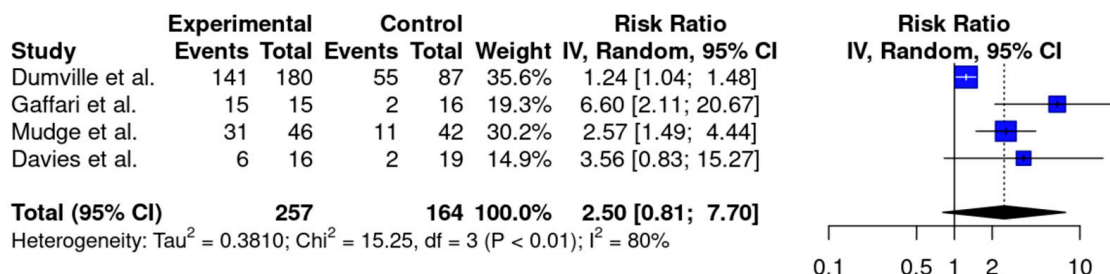 Experimental Control Risk Ratio Risk Ratio
Study Events Total Events Total Weight IV, Random, 95% CI IV, Random, 95% CI
Dumville et al. 141 180 55 87 35.6% 1.24 [1.04; 1.48]
Gaffari et al. 15 15 2 16 19.3% 6.60 [2.11; 20.67]
Mudge et al. 31 46 11 42 30.2% 2.57 [1.49; 4.44]
Davies et al. 6 16 2 19 14.9% 3.56 [0.83; 15.27]
Total (95% CI) 257 164 100.0% 2.50 [0.81; 7.70]
Heterogeneity: Tau² = 0.3810; Chi² = 15.25, df = 3 (P < 0.01); I² = 80%
0.1 0.5 1 2 10